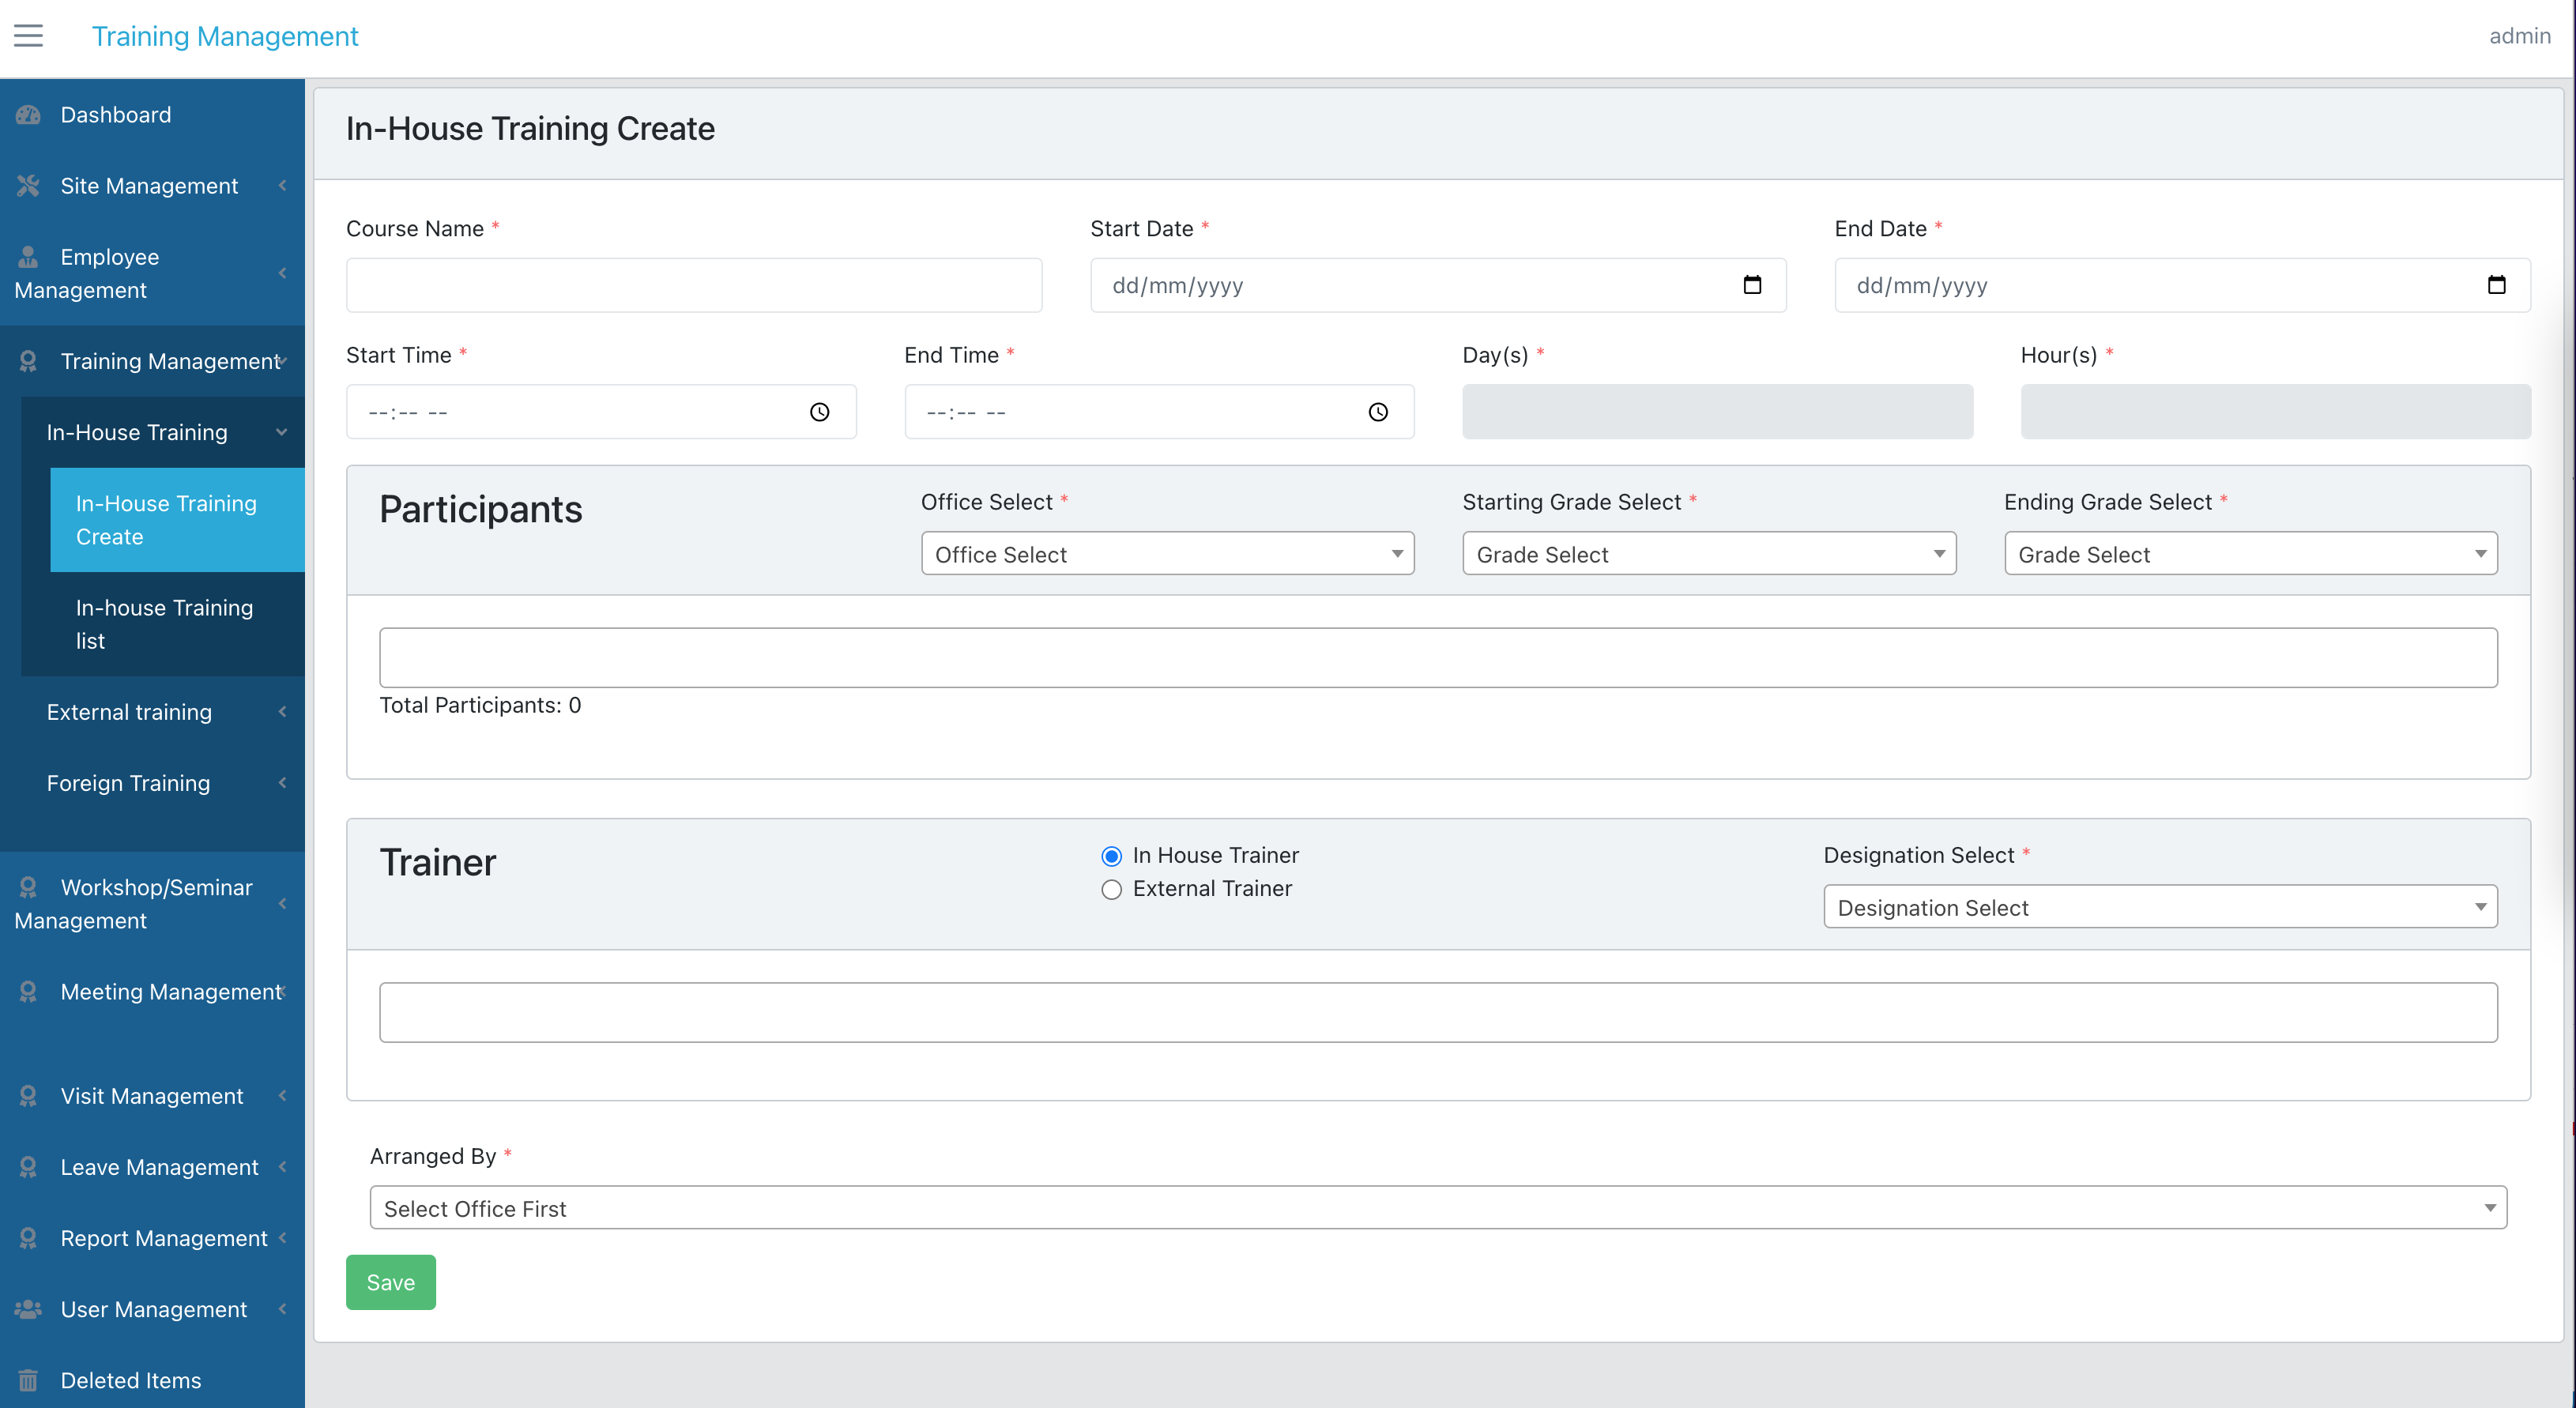 Training Management
admin
Dashboard
Site Management
Employee
Management
Training Management
In-House Training
In-House Training
Create
In-house Training
list
External training
Foreign Training
Workshop/Seminar
Management
Meeting Management
Visit Management
Leave Management
Report Management
User Management
Deleted Items
In-House Training Create
Course Name *
Start Date *
End Date *
dd/mm/yyyy
dd/mm/yyyy
Start Time *
End Time *
Day(s) *
Hour(s) *
--:-- --
--:-- --
Participants
Office Select *
Starting Grade Select *
Ending Grade Select *
Office Select
Grade Select
Grade Select
Total Participants: 0
Trainer
In House Trainer
External Trainer
Designation Select *
Designation Select
Arranged By *
Select Office First
Save